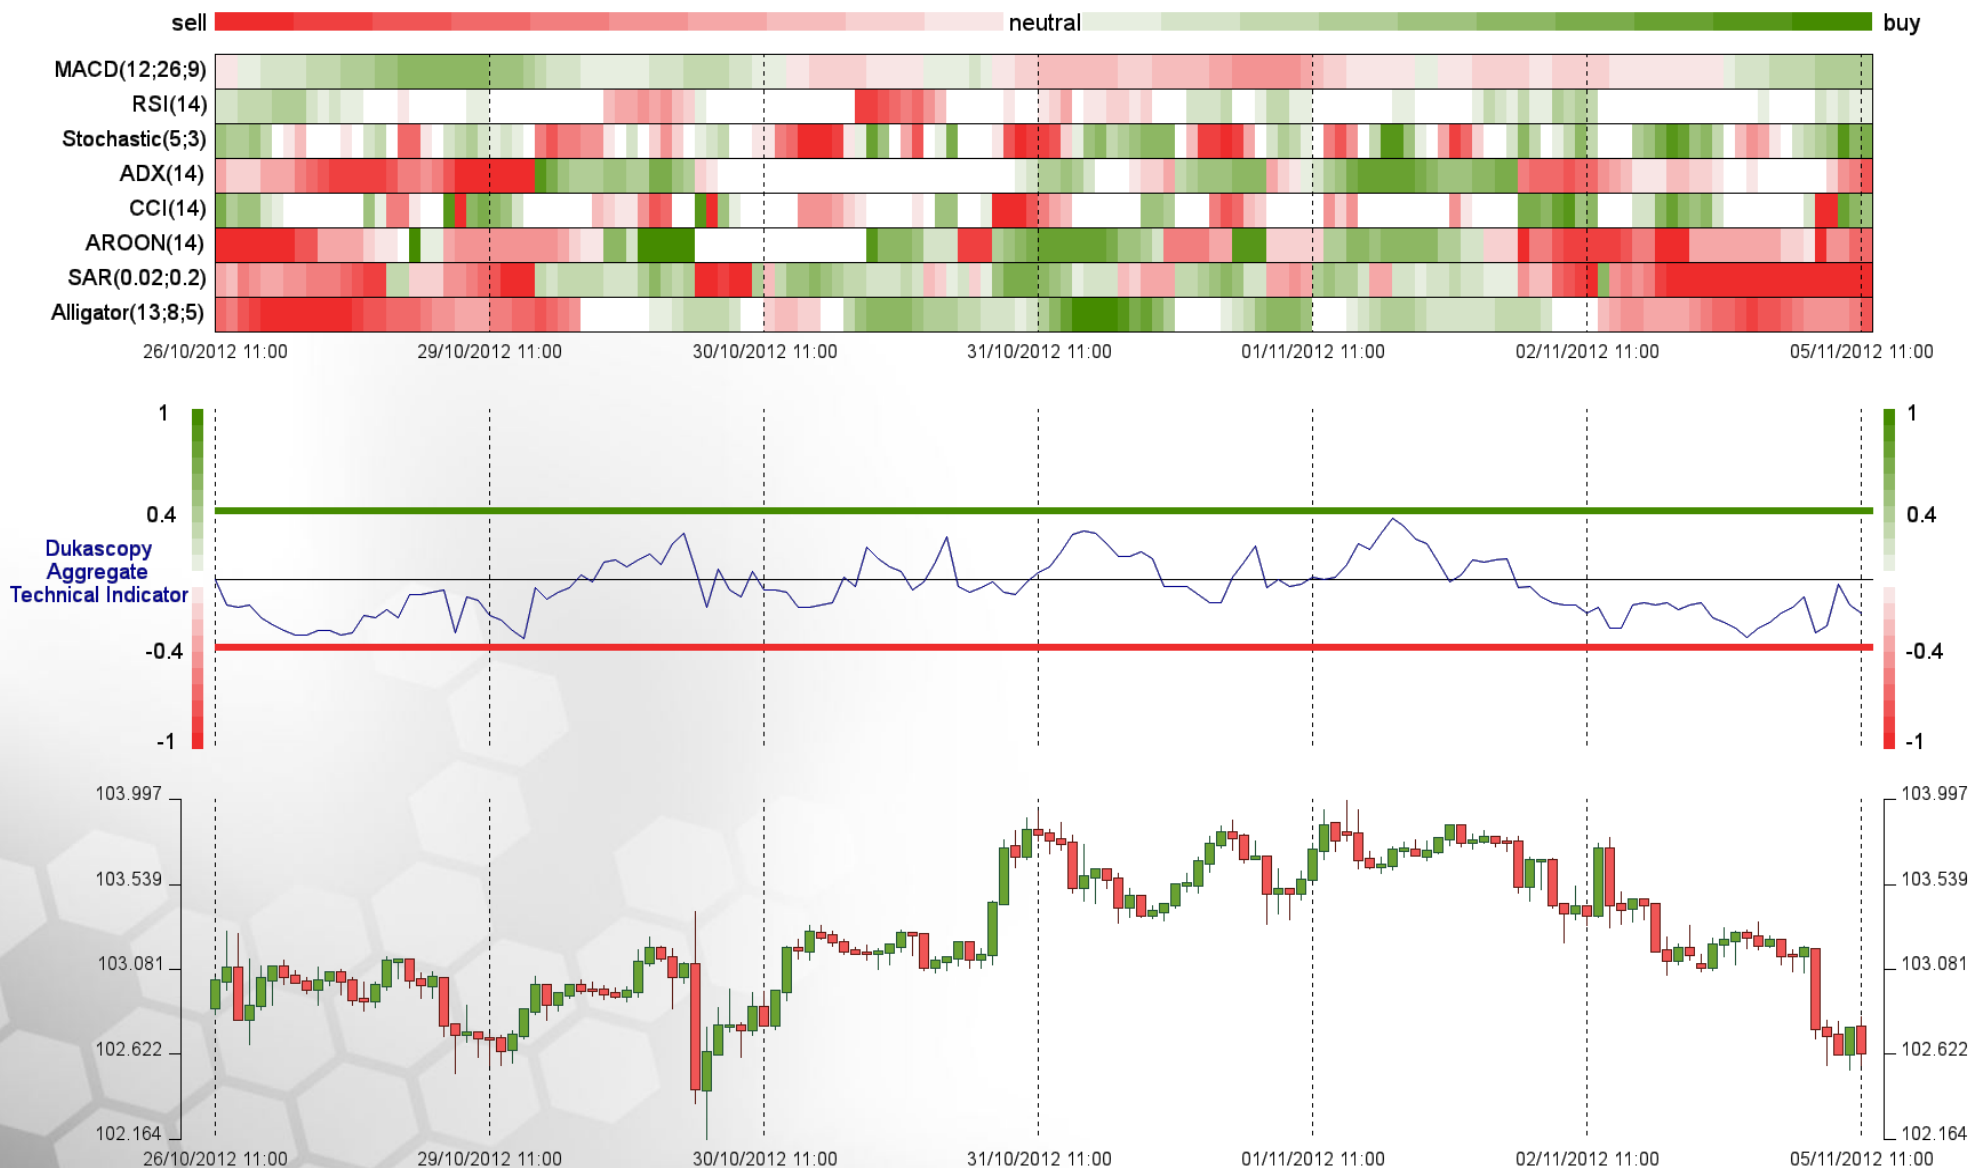 sell neutral buy
MACD(12;26;9)
RSI(14)
Stochastic(5;3)
ADX(14)
CCI(14)
AROON(14)
SAR(0.02;0.2)
Alligator(13;8;5)
26/10/2012 11:00 29/10/2012 11:00 30/10/2012 11:00 31/10/2012 11:00 01/11/2012 11:00 02/11/2012 11:00 05/11/2012 11:00
1 1
0.4 0.4
Dukascopy
Aggregate
Technical Indicator
-0.4 -0.4
-1 -1
103.997 103.997
103.539 103.539
103.081 103.081
102.622 102.622
102.164 102.164
26/10/2012 11:00 29/10/2012 11:00 30/10/2012 11:00 31/10/2012 11:00 01/11/2012 11:00 02/11/2012 11:00 05/11/2012 11:00